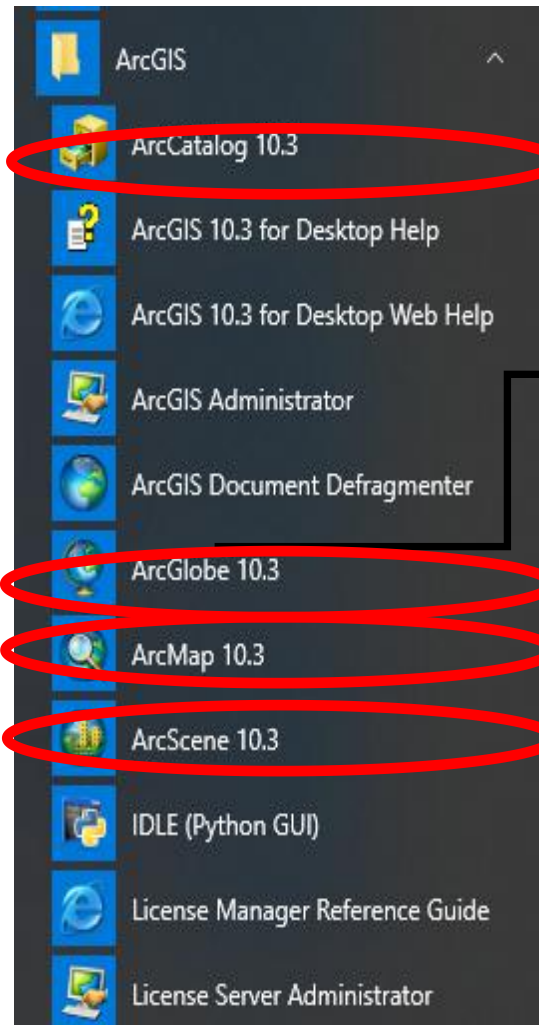 ArcGIS
ArcCatalog 10.3
ArcGIS 10.3 for Desktop Help
ArcGIS 10.3 for Desktop Web Help
ArcGIS Administrator
ArcGIS Document Defragmenter
ArcGlobe 10.3
ArcMap 10.3
ArcScene 10.3
IDLE (Python GUI)
License Manager Reference Guide
License Server Administrator